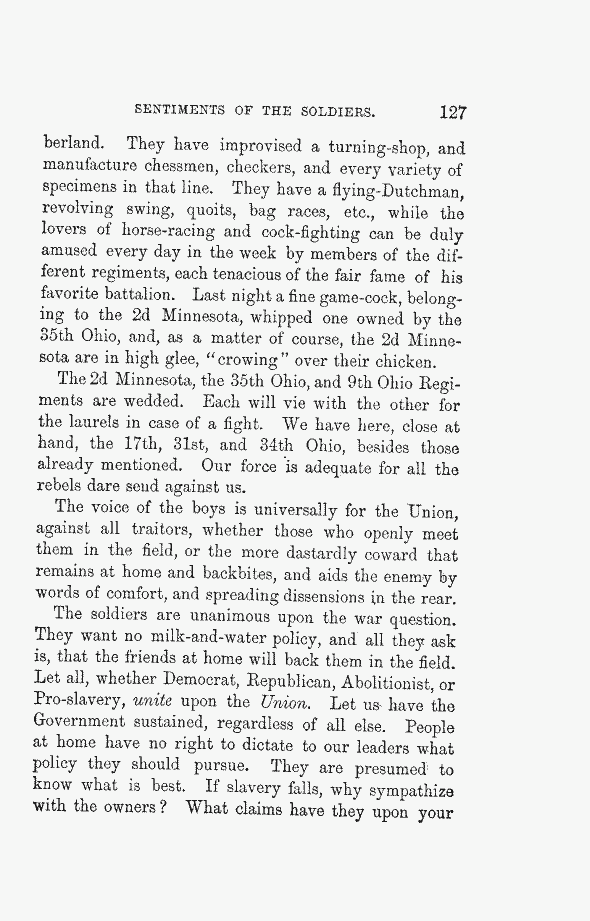 SENTIMENTS OF THE SOLDIERS. 127
berland. They have improvised a turning-shop, and
manufacture chessmen, checkers, and every variety of
specimens in that line. They have a flying-Dutchman,
revolving swing, quoits, bag races, etc., while the
lovers of horse-racing and cock-fighting can be duly
amused every day in the week by members of the dif-
ferent regiments, each tenacious of the fair fame of his
favorite battalion. Last night a fine game-cock, belong-
ing to the 2d Minnesota, whipped one owned by the
35th Ohio, and, as a matter of course, the 2d Minne-
sota are in high glee, "crowing" over their chicken.
The 2d Minnesota, the 35th Ohio, and 9th Ohio Regi-
ments are wedded. Each will vie with the other for
the laurels in case of a fight. We have here, close at
hand, the 17th, 31st, and 34th Ohio, besides those
already mentioned. Our force is adequate for all the
rebels dare send against us.
The voice of the boys is universally for the Union,
against all traitors, whether those who openly meet
them in the field, or the more dastardly coward that
remains at home and backbites, and aids the enemy by
words of comfort, and spreading dissensions in the rear.
The soldiers are unanimous upon the war question.
They want no milk-and-water policy, and all they ask
is, that the friends at home will back them in the field.
Let all, whether Democrat, Republican, Abolitionist, or
Pro-slavery, unite upon the Union. Let us have the
Government sustained, regardless of all else. People
at home have no right to dictate to our leaders what
policy they should pursue. They are presumed to
know what is best. If slavery falls, why sympathize
with the owners? What claims have they upon your